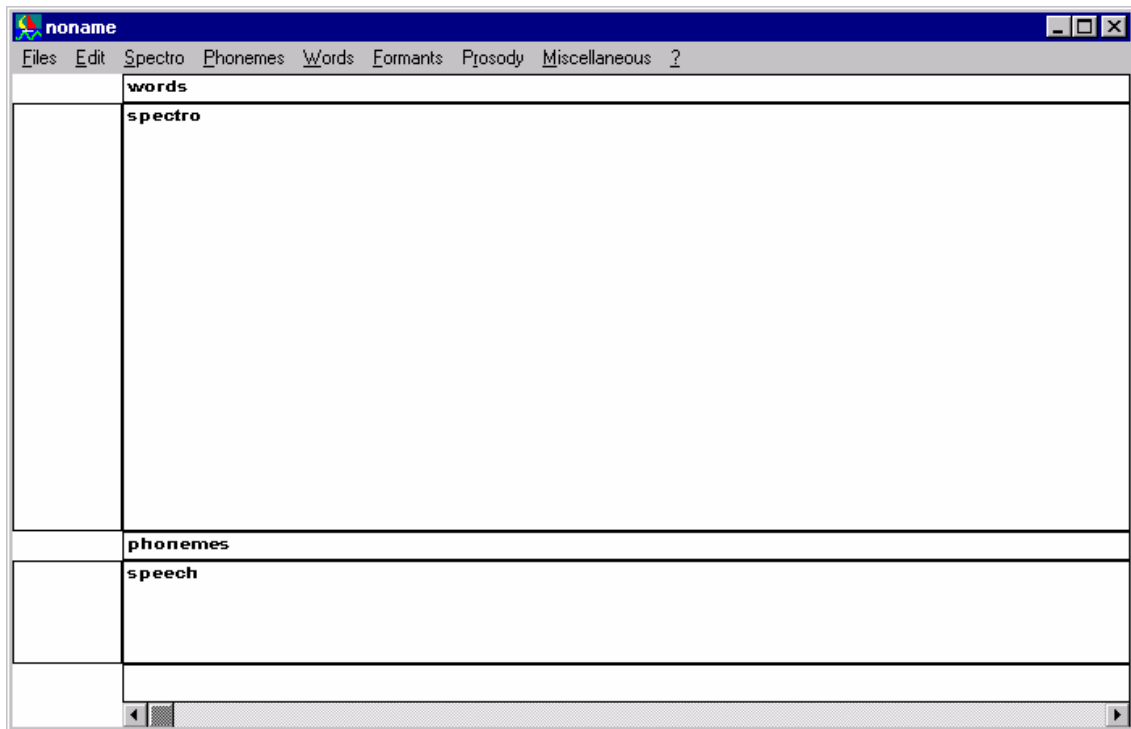 noname
Files Edit Spectro Phonemes Words Formants Prosody Miscellaneous ?
words
spectro
phonemes
speech